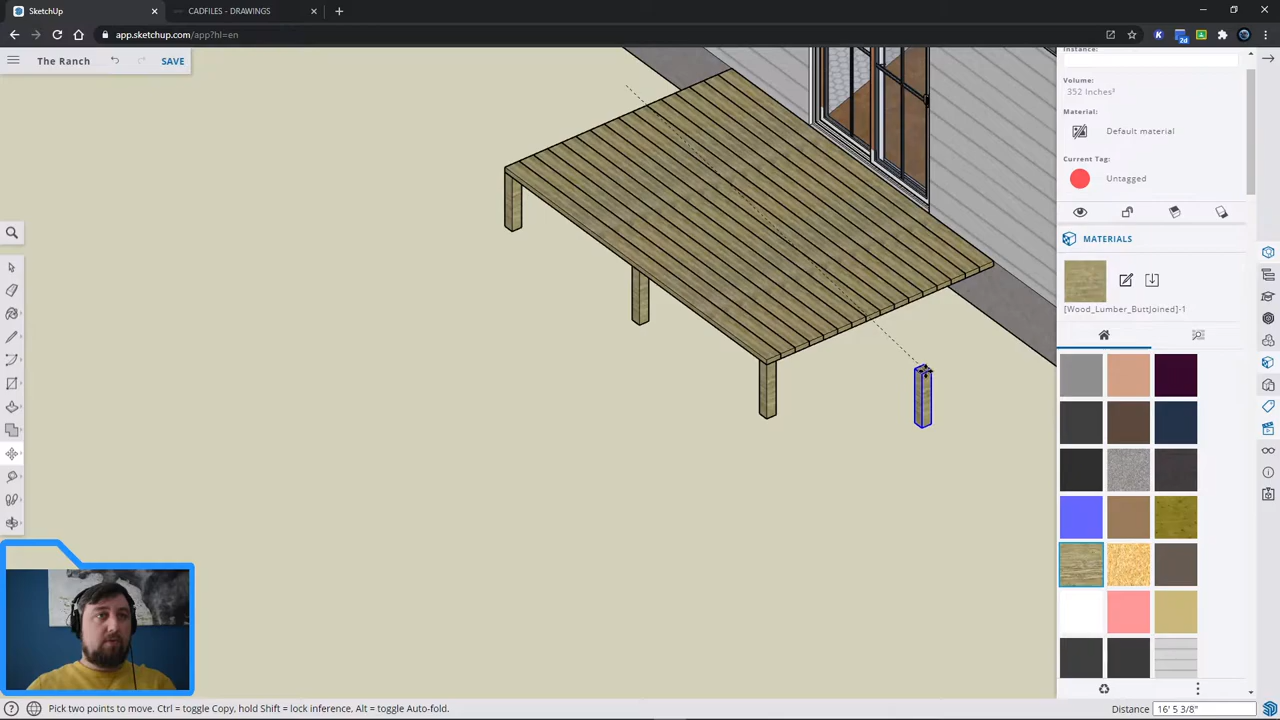 SketchUp
CADFILES - DRAWINGS
app.sketchup.com/app?hl=en
2d
The Ranch
SAVE
Instance:
Volume:
352 Inches³
Material:
Default material
Current Tag:
Untagged
MATERIALS
[Wood_Lumber_ButtJoined]-1
Pick two points to move. Ctrl = toggle Copy, hold Shift = lock inference, Alt = toggle Auto-fold.
Distance 16' 5 3/8"